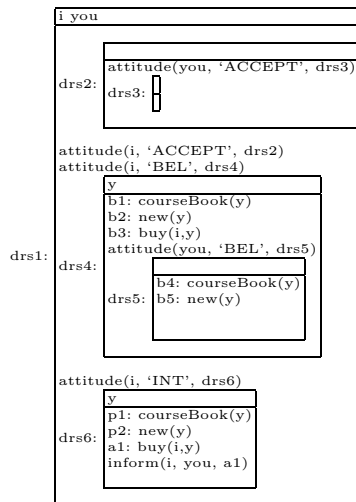 i you
attitude(you, ‘ACCEPT’, drs3)
drs2:
drs3:
attitude(i, ‘ACCEPT’, drs2)
attitude(i, ‘BEL’, drs4)
y
b1: courseBook(y)
b2: new(y)
b3: buy(i,y)
attitude(you, ‘BEL’, drs5)
drs1:
drs4:
b4: courseBook(y)
drs5:
b5: new(y)
attitude(i, ‘INT’, drs6)
y
p1: courseBook(y)
p2: new(y)
drs6:
a1: buy(i,y)
inform(i, you, a1)